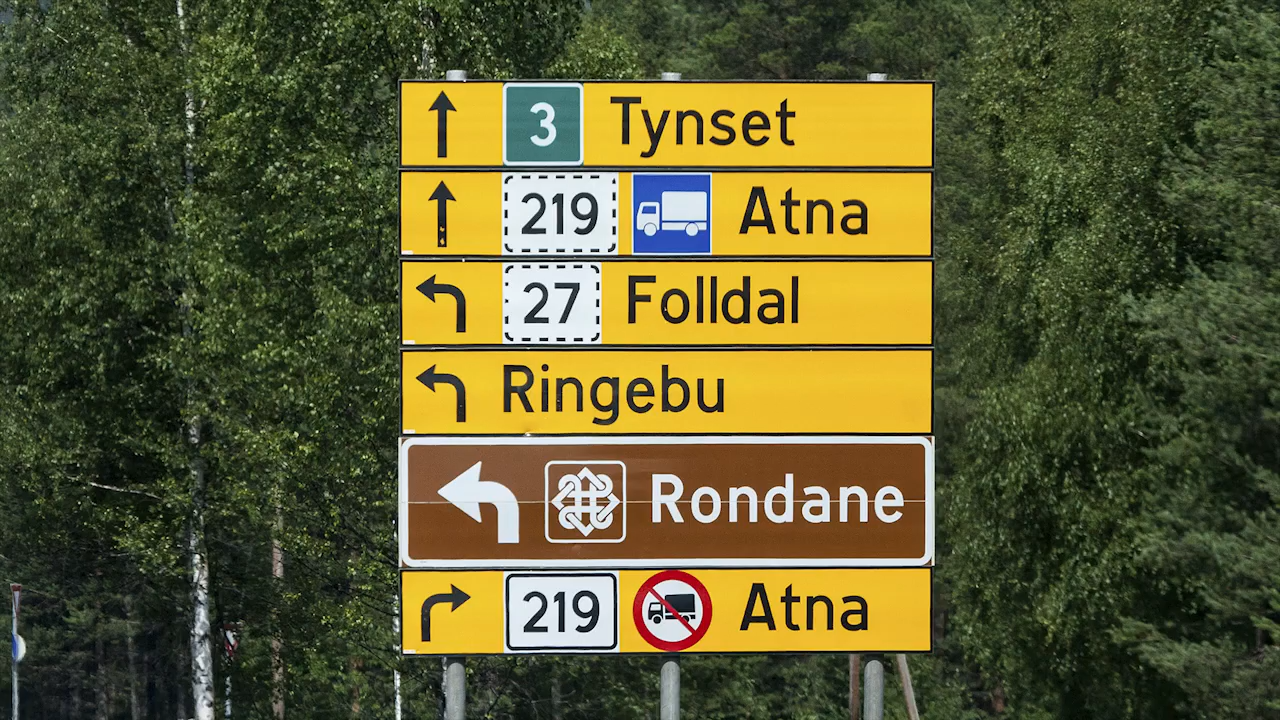 3 Tynset
219 Atna
27 Folldal
Ringebu
Rondane
219 Atna